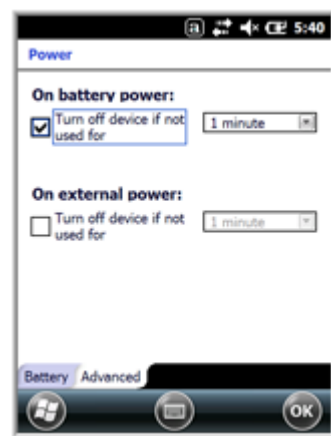 a 5:40
Power
On battery power:
Turn off device if not
used for
1 minute
On external power:
Turn off device if not
used for
1 minute
Battery Advanced
OK